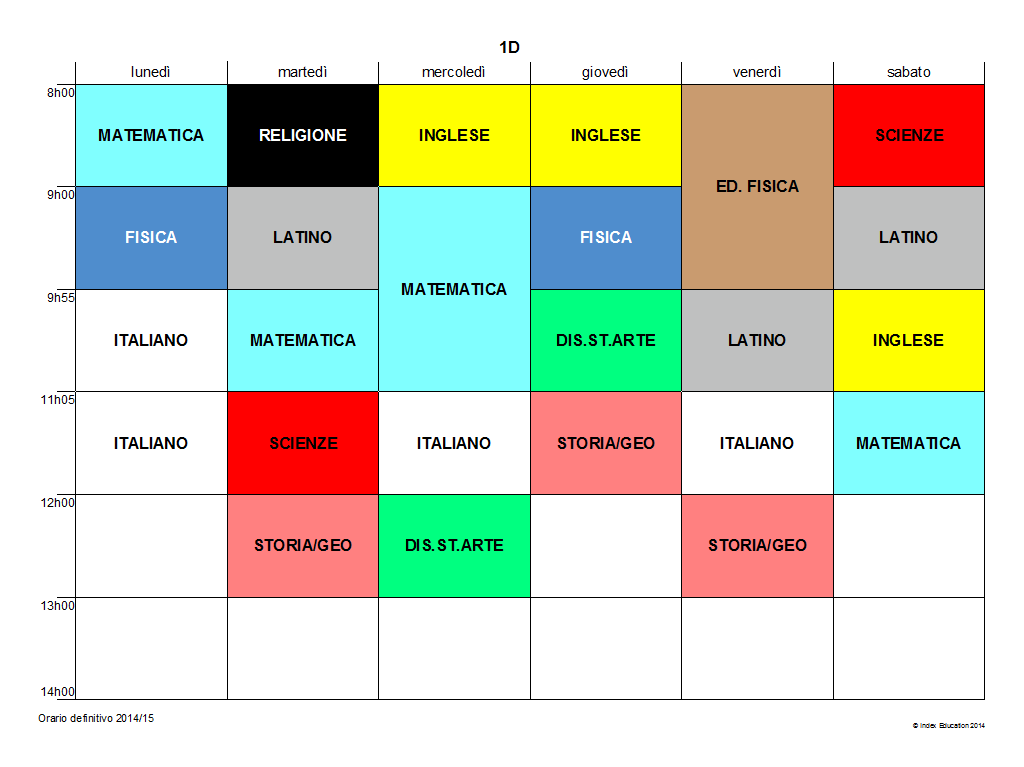 1D
lunedì martedì mercoledì giovedì venerdì sabato
8h00
MATEMATICA RELIGIONE INGLESE INGLESE ED. FISICA SCIENZE
9h00
FISICA LATINO MATEMATICA FISICA LATINO
9h55
ITALIANO MATEMATICA DIS.ST.ARTE LATINO INGLESE
11h05
ITALIANO SCIENZE ITALIANO STORIA/GEO ITALIANO MATEMATICA
12h00
STORIA/GEO DIS.ST.ARTE STORIA/GEO
13h00
14h00
Orario definitivo 2014/15
© Index Education 2014